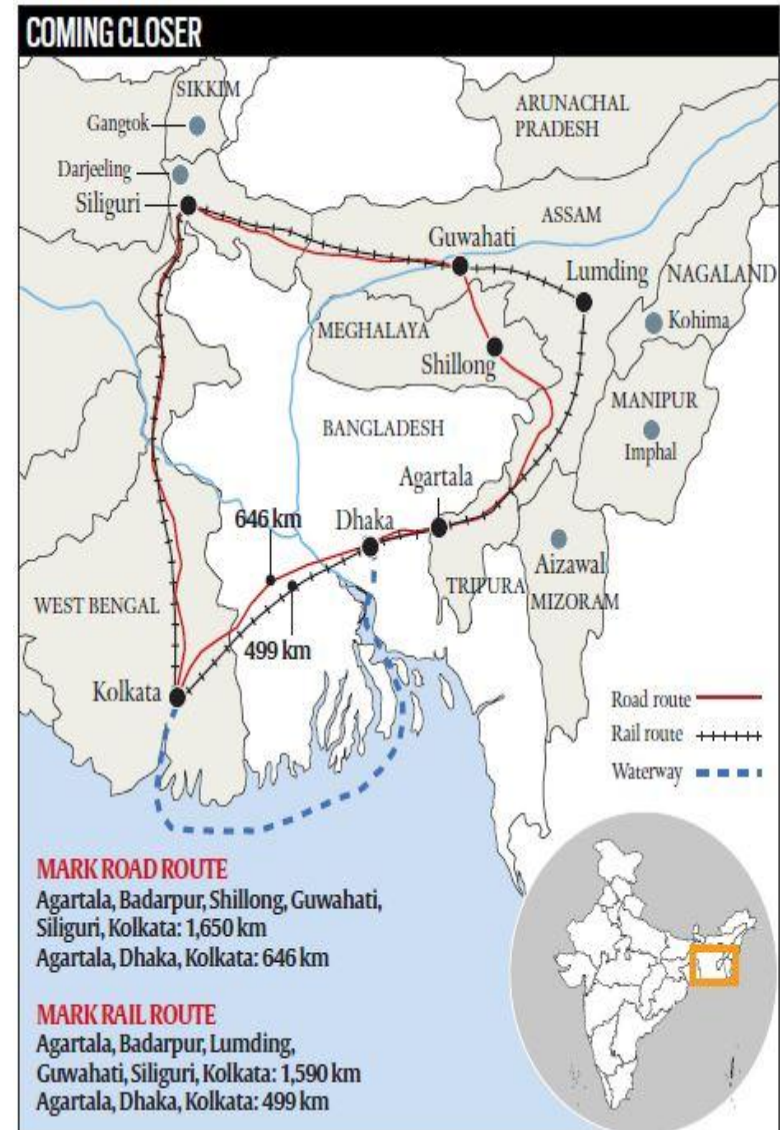 COMING CLOSER
SIKKIM
Gangtok
ARUNACHAL
PRADESH
Darjeeling
Siliguri
ASSAM
Guwahati
Lumding
NAGALAND
Kohima
MEGHALAYA
Shillong
MANIPUR
Imphal
BANGLADESH
Agartala
646 km
Dhaka
Aizawal
TRIPURA
MIZORAM
WEST BENGAL
499 km
Kolkata
Road route
Rail route
Waterway
MARK ROAD ROUTE
Agartala, Badarpur, Shillong, Guwahati,
Siliguri, Kolkata: 1,650 km
Agartala, Dhaka, Kolkata: 646 km
MARK RAIL ROUTE
Agartala, Badarpur, Lumding,
Guwahati, Siliguri, Kolkata: 1,590 km
Agartala, Dhaka, Kolkata: 499 km